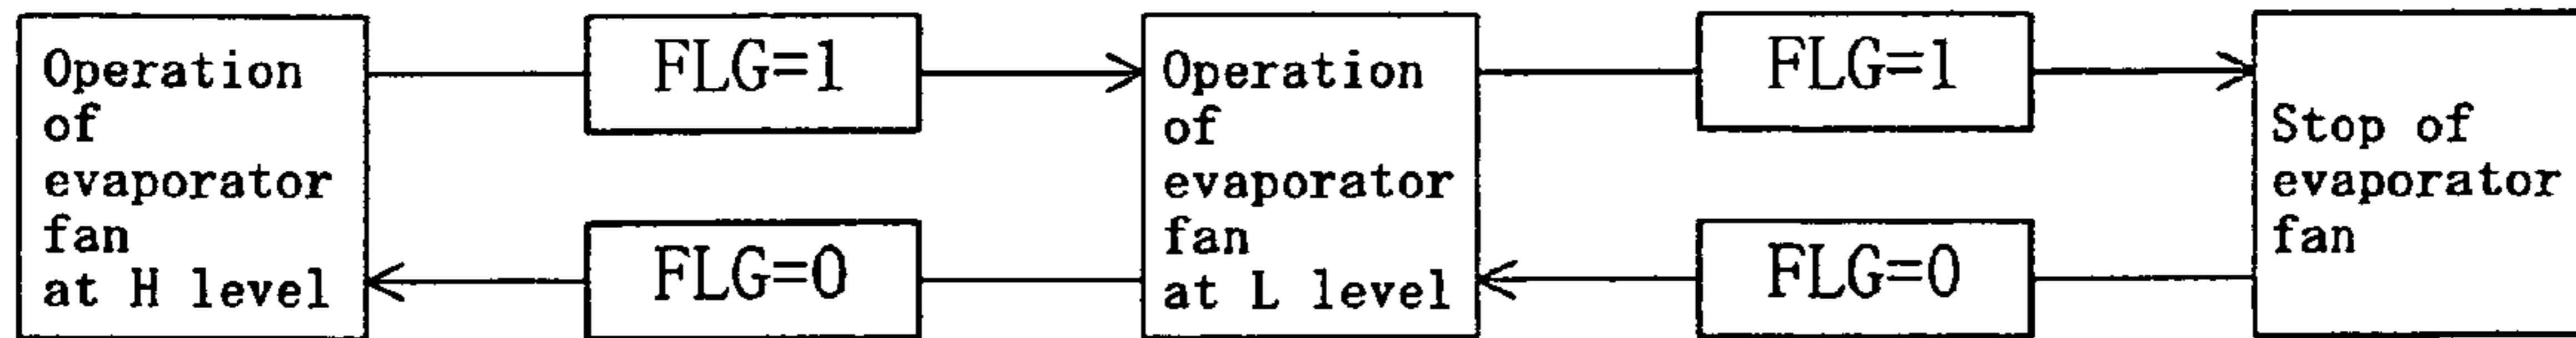 Operation
of
evaporator
fan
at H level
FLG=1
FLG=0
Operation
of
evaporator
fan
at L level
FLG=1
FLG=0
Stop of
evaporator
fan